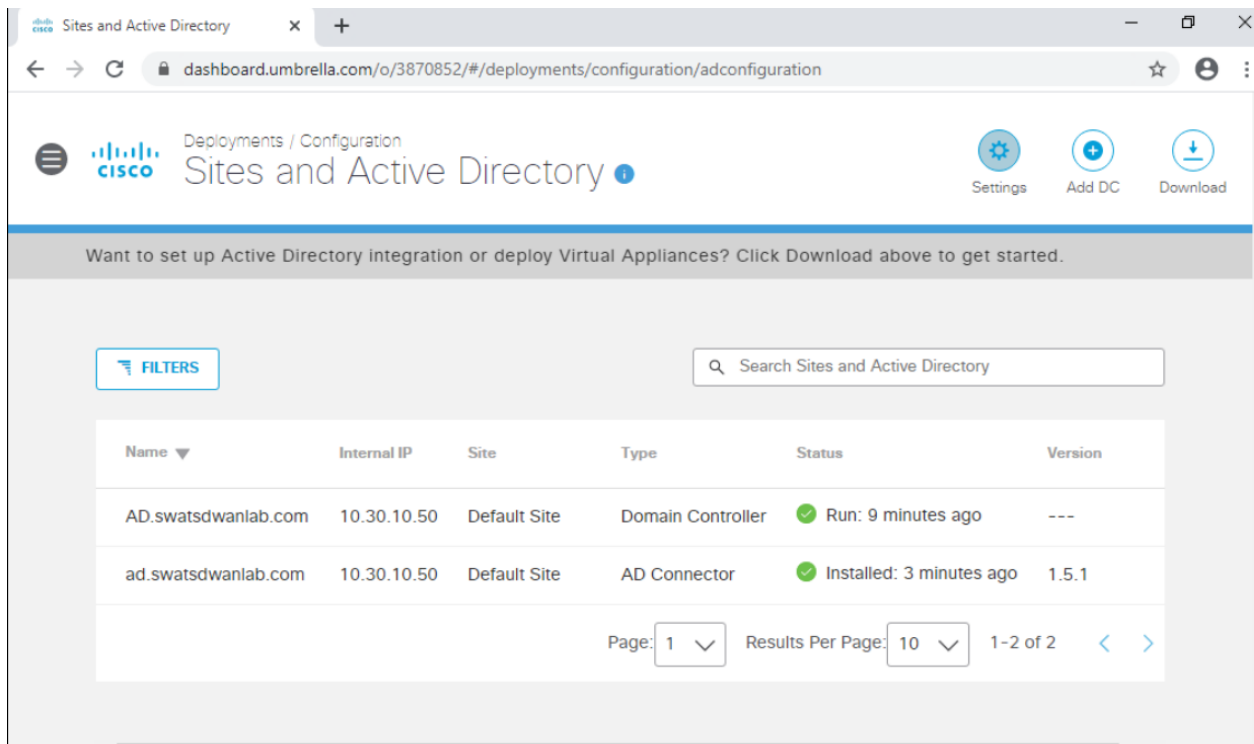 Sites and Active Directory
dashboard.umbrella.com/o/3870852/#/deployments/configuration/adconfiguration
Deployments / Configuration
CISCO
Sites and Active Directory
Settings
Add DC
Download
Want to set up Active Directory integration or deploy Virtual Appliances? Click Download above to get started.
FILTERS
Search Sites and Active Directory
Name Internal IP Site Type Status Version
AD.swatsdwanlab.com 10.30.10.50 Default Site Domain Controller Run: 9 minutes ago ---
ad.swatsdwanlab.com 10.30.10.50 Default Site AD Connector Installed: 3 minutes ago 1.5.1
Page: 1 Results Per Page: 10 1-2 of 2 < >